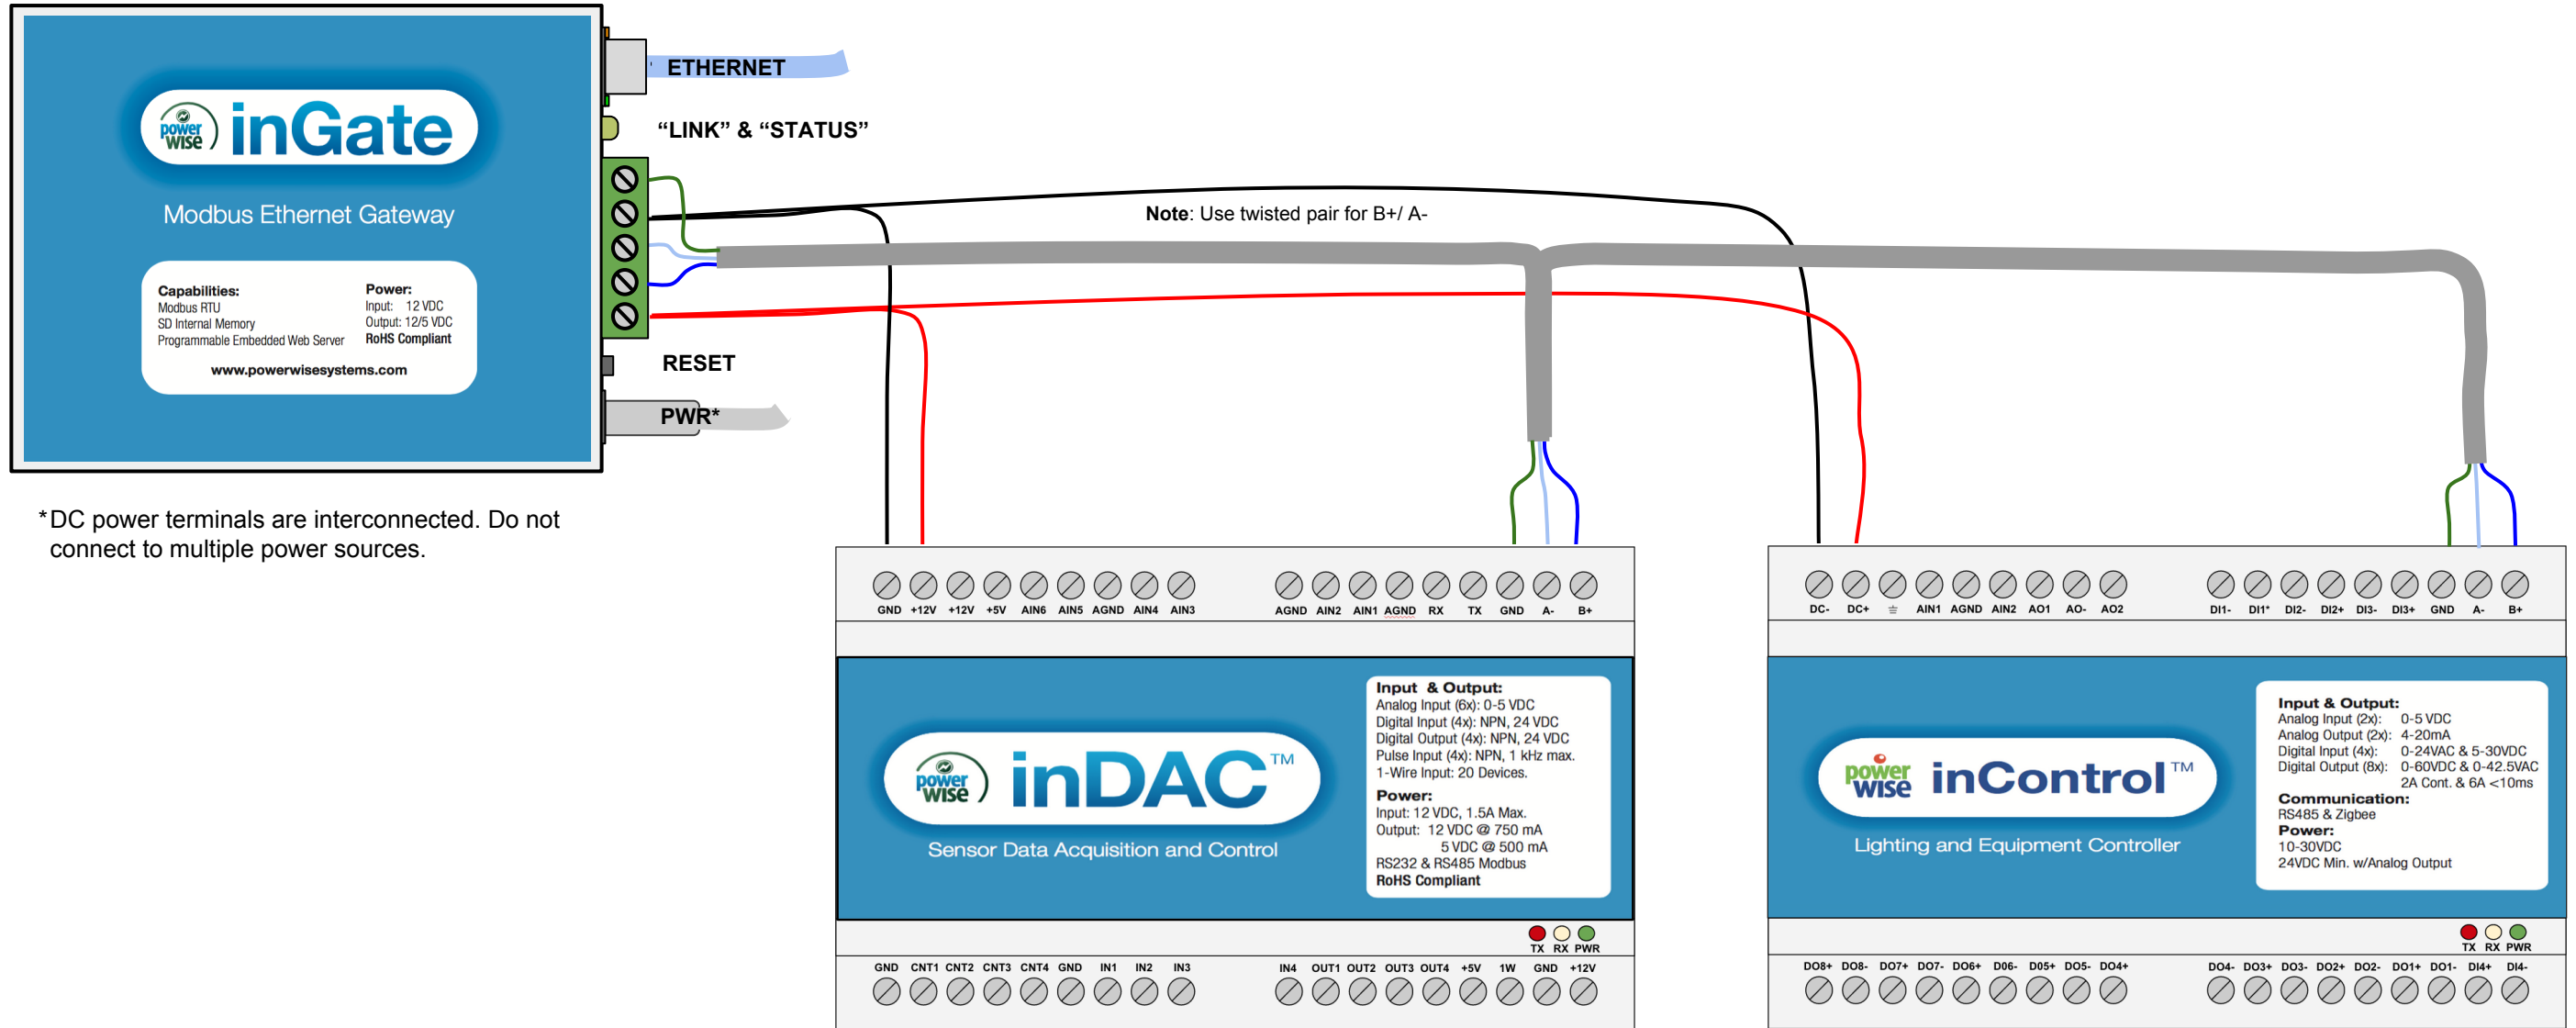 power wise inGate
Modbus Ethernet Gateway
Capabilities:
Modbus RTU
SD Internal Memory
Programmable Embedded Web Server
Power:
Input: 12 VDC
Output: 12/5 VDC
RoHS Compliant
www.powerwisesystems.com
ETHERNET
“LINK” & “STATUS”
RESET
PWR*
*DC power terminals are interconnected. Do not
connect to multiple power sources.
Note: Use twisted pair for B+/ A-
GND +12V +12V +5V AIN6 AIN5 AGND AIN4 AIN3
AGND AIN2 AIN1 AGND RX TX GND A- B+
power wise inDAC™
Sensor Data Acquisition and Control
Input & Output:
Analog Input (6x): 0-5 VDC
Digital Input (4x): NPN, 24 VDC
Digital Output (4x): NPN, 24 VDC
Pulse Input (4x): NPN, 1 kHz max.
1-Wire Input: 20 Devices.
Power:
Input: 12 VDC, 1.5A Max.
Output: 12 VDC @ 750 mA
5 VDC @ 500 mA
RS232 & RS485 Modbus
RoHS Compliant
TX RX PWR
GND CNT1 CNT2 CNT3 CNT4 GND IN1 IN2 IN3
IN4 OUT1 OUT2 OUT3 OUT4 +5V 1W GND +12V
DC- DC+ AIN1 AGND AIN2 AO1 AO- AO2
DI1- DI1* DI2- DI2+ DI3- DI3+ GND A- B+
power wise inControl™
Lighting and Equipment Controller
Input & Output:
Analog Input (2x): 0-5 VDC
Analog Output (2x): 4-20mA
Digital Input (4x): 0-24VAC & 5-30VDC
Digital Output (8x): 0-60VDC & 0-42.5VAC
2A Cont. & 6A <10ms
Communication:
RS485 & Zigbee
Power:
10-30VDC
24VDC Min. w/Analog Output
TX RX PWR
DO8+ DO8- DO7+ DO7- DO6+ D06- D05+ DO5- DO4+
DO4- DO3+ DO3- DO2+ DO2- DO1+ DO1- DI4+ DI4-